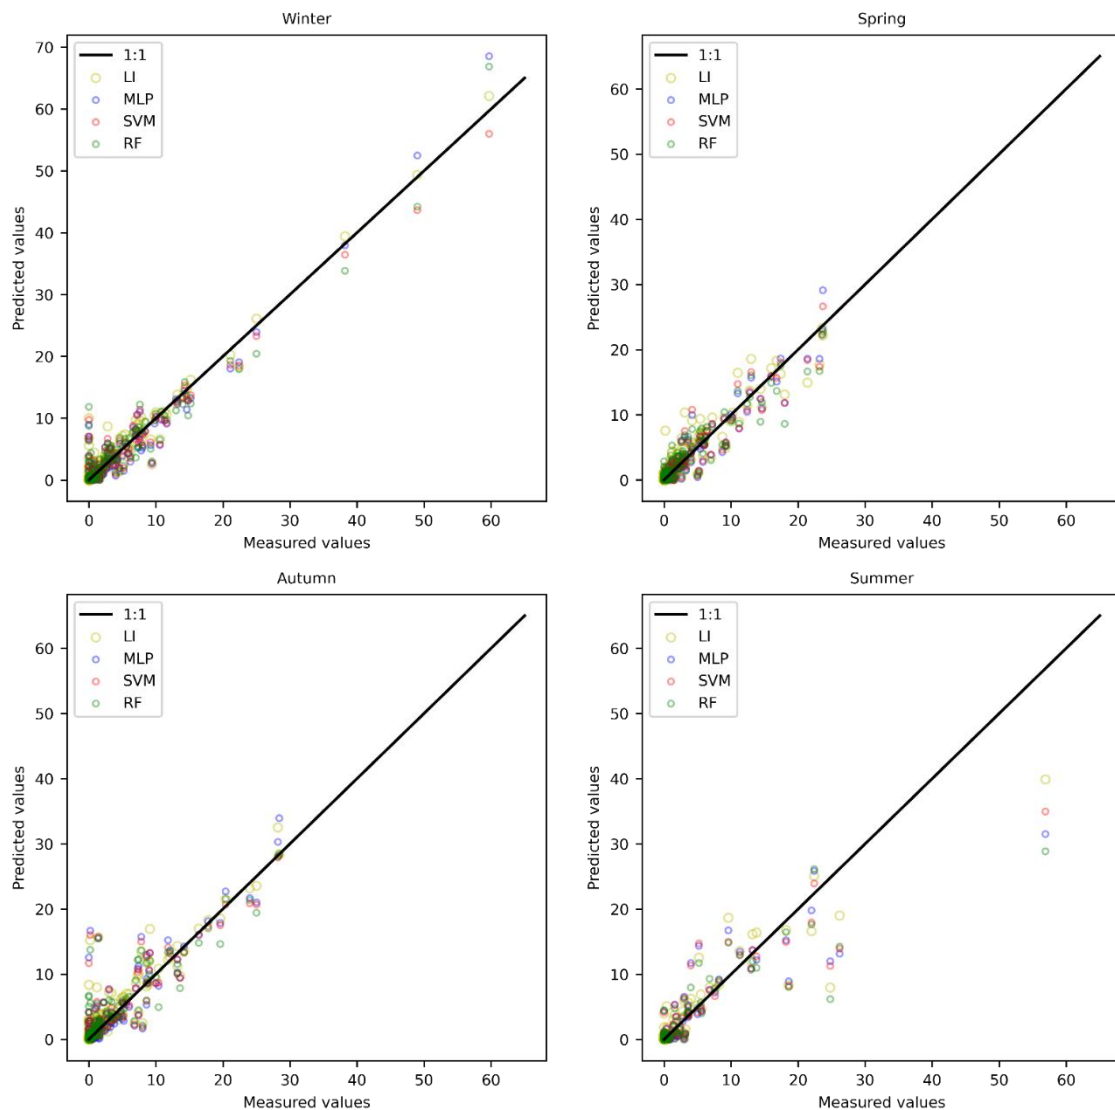 Winter
70
60
50
40
30
20
10
0
Predicted values
1:1
LI
MLP
SVM
RF
0 10 20 30 40 50 60
Measured values
Spring
60
50
40
30
20
10
0
Predicted values
1:1
LI
MLP
SVM
RF
0 10 20 30 40 50 60
Measured values
Autumn
60
50
40
30
20
10
0
Predicted values
1:1
LI
MLP
SVM
RF
0 10 20 30 40 50 60
Measured values
Summer
60
50
40
30
20
10
0
Predicted values
1:1
LI
MLP
SVM
RF
0 10 20 30 40 50 60
Measured values